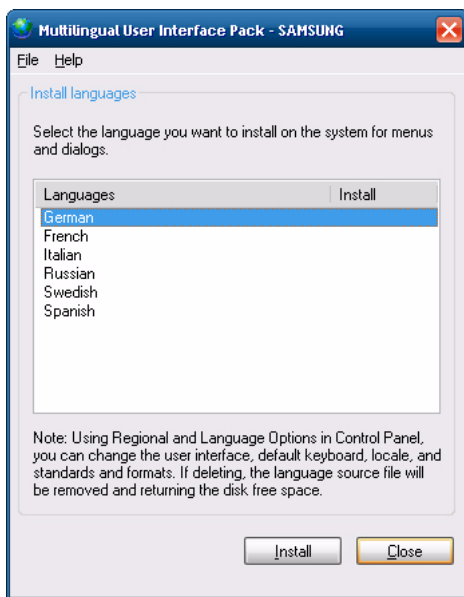 Multilingual User Interface Pack - SAMSUNG
File Help
Install languages
Select the language you want to install on the system for menus
and dialogs.
Languages Install
German
French
Italian
Russian
Swedish
Spanish
Note: Using Regional and Language Options in Control Panel,
you can change the user interface, default keyboard, locale, and
standards and formats. If deleting, the language source file will
be removed and returning the disk free space.
Install Close